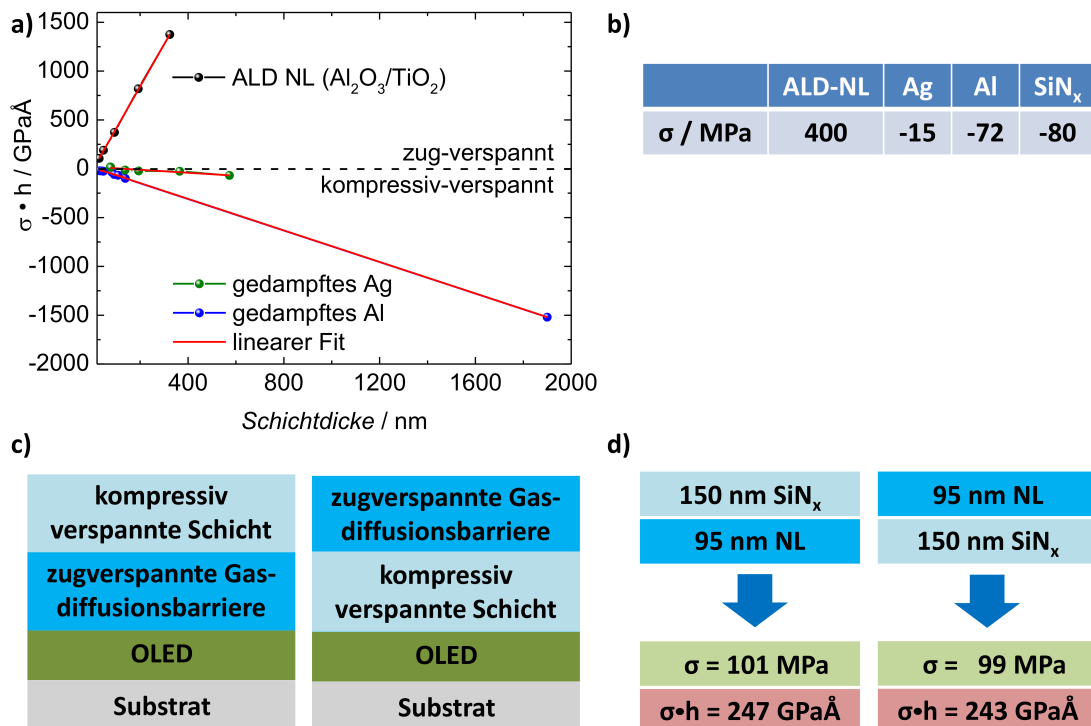 a)
1500
1000
500
0
-500
-1000
-1500
-2000
σ • h / GPaÅ
ALD NL (Al₂O₃/TiO₂)
zug-verspannt
kompressiv-verspannt
gedampftes Ag
gedampftes Al
linearer Fit
400 800 1200 1600 2000
Schichtdicke / nm
b)
ALD-NL Ag Al SiNₓ
σ / MPa 400 -15 -72 -80
c)
kompressiv
verspannte Schicht
zugverspannte Gas-
diffusionsbarriere
OLED
Substrat
zugverspannte Gas-
diffusionsbarriere
kompressiv
verspannte Schicht
OLED
Substrat
d)
150 nm SiNₓ
95 nm NL
σ = 101 MPa
σ•h = 247 GPaÅ
95 nm NL
150 nm SiNₓ
σ = 99 MPa
σ•h = 243 GPaÅ